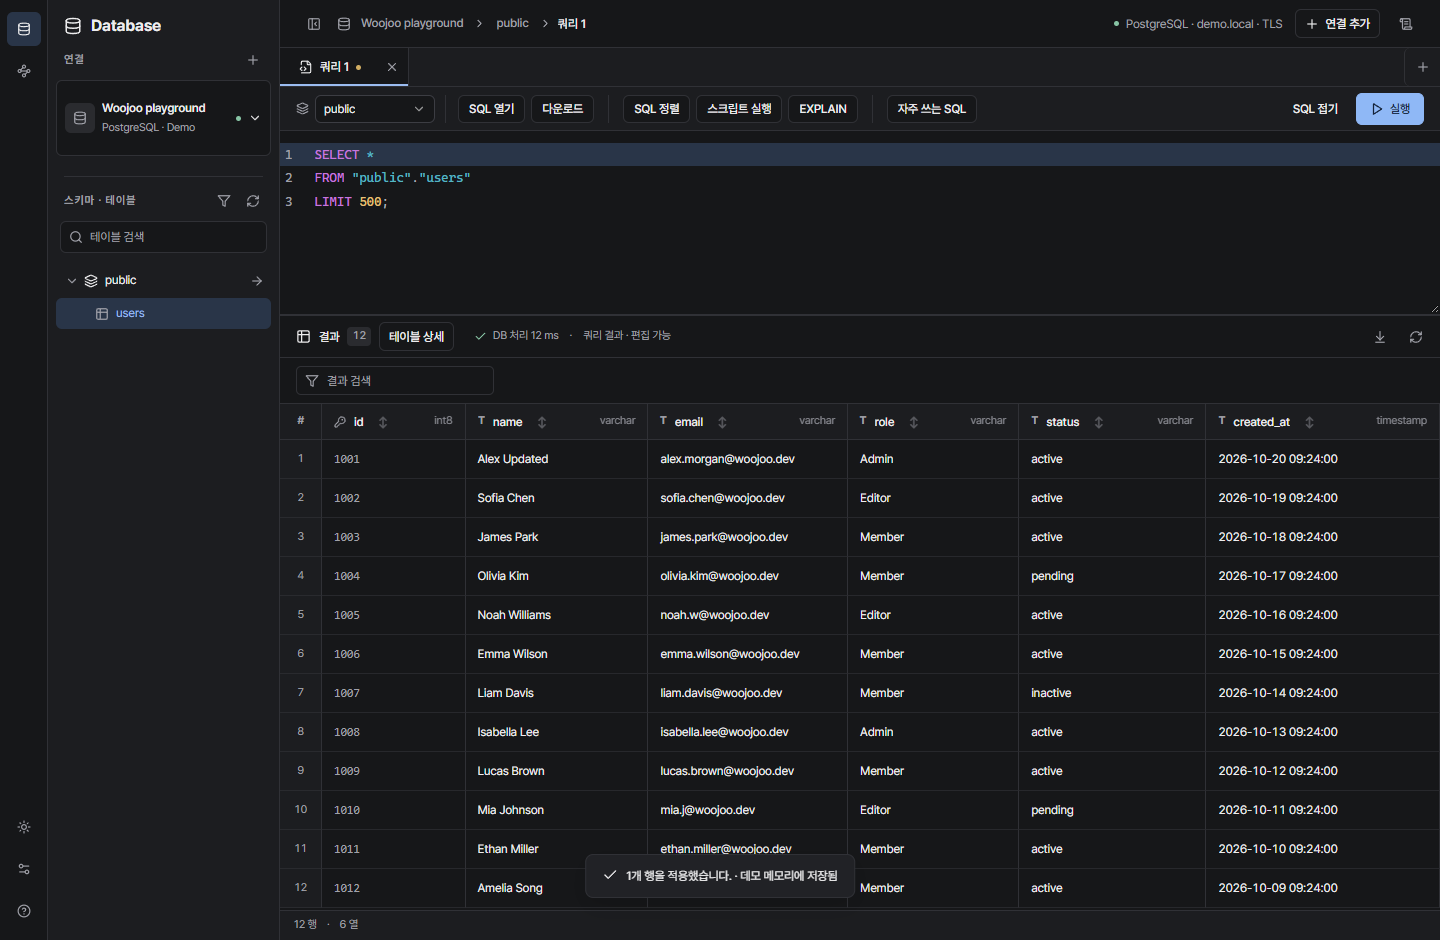 Database
연결
Woojoo playground
PostgreSQL · Demo
스키마 · 테이블
테이블 검색
public
users
Woojoo playground > public > 쿼리 1
PostgreSQL · demo.local · TLS
연결 추가
쿼리 1
public
SQL 열기
다운로드
SQL 정렬
스크립트 실행
EXPLAIN
자주 쓰는 SQL
SQL 접기
실행
1 SELECT *
2 FROM "public"."users"
3 LIMIT 500;
결과 12 테이블 상세 DB 처리 12 ms · 쿼리 결과 · 편집 가능
결과 검색
# id int8 T name varchar T email varchar T role varchar T status varchar T created_at timestamp
1 1001 Alex Updated alex.morgan@woojoo.dev Admin active 2026-10-20 09:24:00
2 1002 Sofia Chen sofia.chen@woojoo.dev Editor active 2026-10-19 09:24:00
3 1003 James Park james.park@woojoo.dev Member active 2026-10-18 09:24:00
4 1004 Olivia Kim olivia.kim@woojoo.dev Member pending 2026-10-17 09:24:00
5 1005 Noah Williams noah.w@woojoo.dev Editor active 2026-10-16 09:24:00
6 1006 Emma Wilson emma.wilson@woojoo.dev Member active 2026-10-15 09:24:00
7 1007 Liam Davis liam.davis@woojoo.dev Member inactive 2026-10-14 09:24:00
8 1008 Isabella Lee isabella.lee@woojoo.dev Admin active 2026-10-13 09:24:00
9 1009 Lucas Brown lucas.brown@woojoo.dev Member active 2026-10-12 09:24:00
10 1010 Mia Johnson mia.j@woojoo.dev Editor pending 2026-10-11 09:24:00
11 1011 Ethan Miller ethan.miller@woojoo.dev Member active 2026-10-10 09:24:00
12 1012 Amelia Song Member active 2026-10-09 09:24:00
1개 행을 적용했습니다. · 데모 메모리에 저장됨
12 행 · 6 열